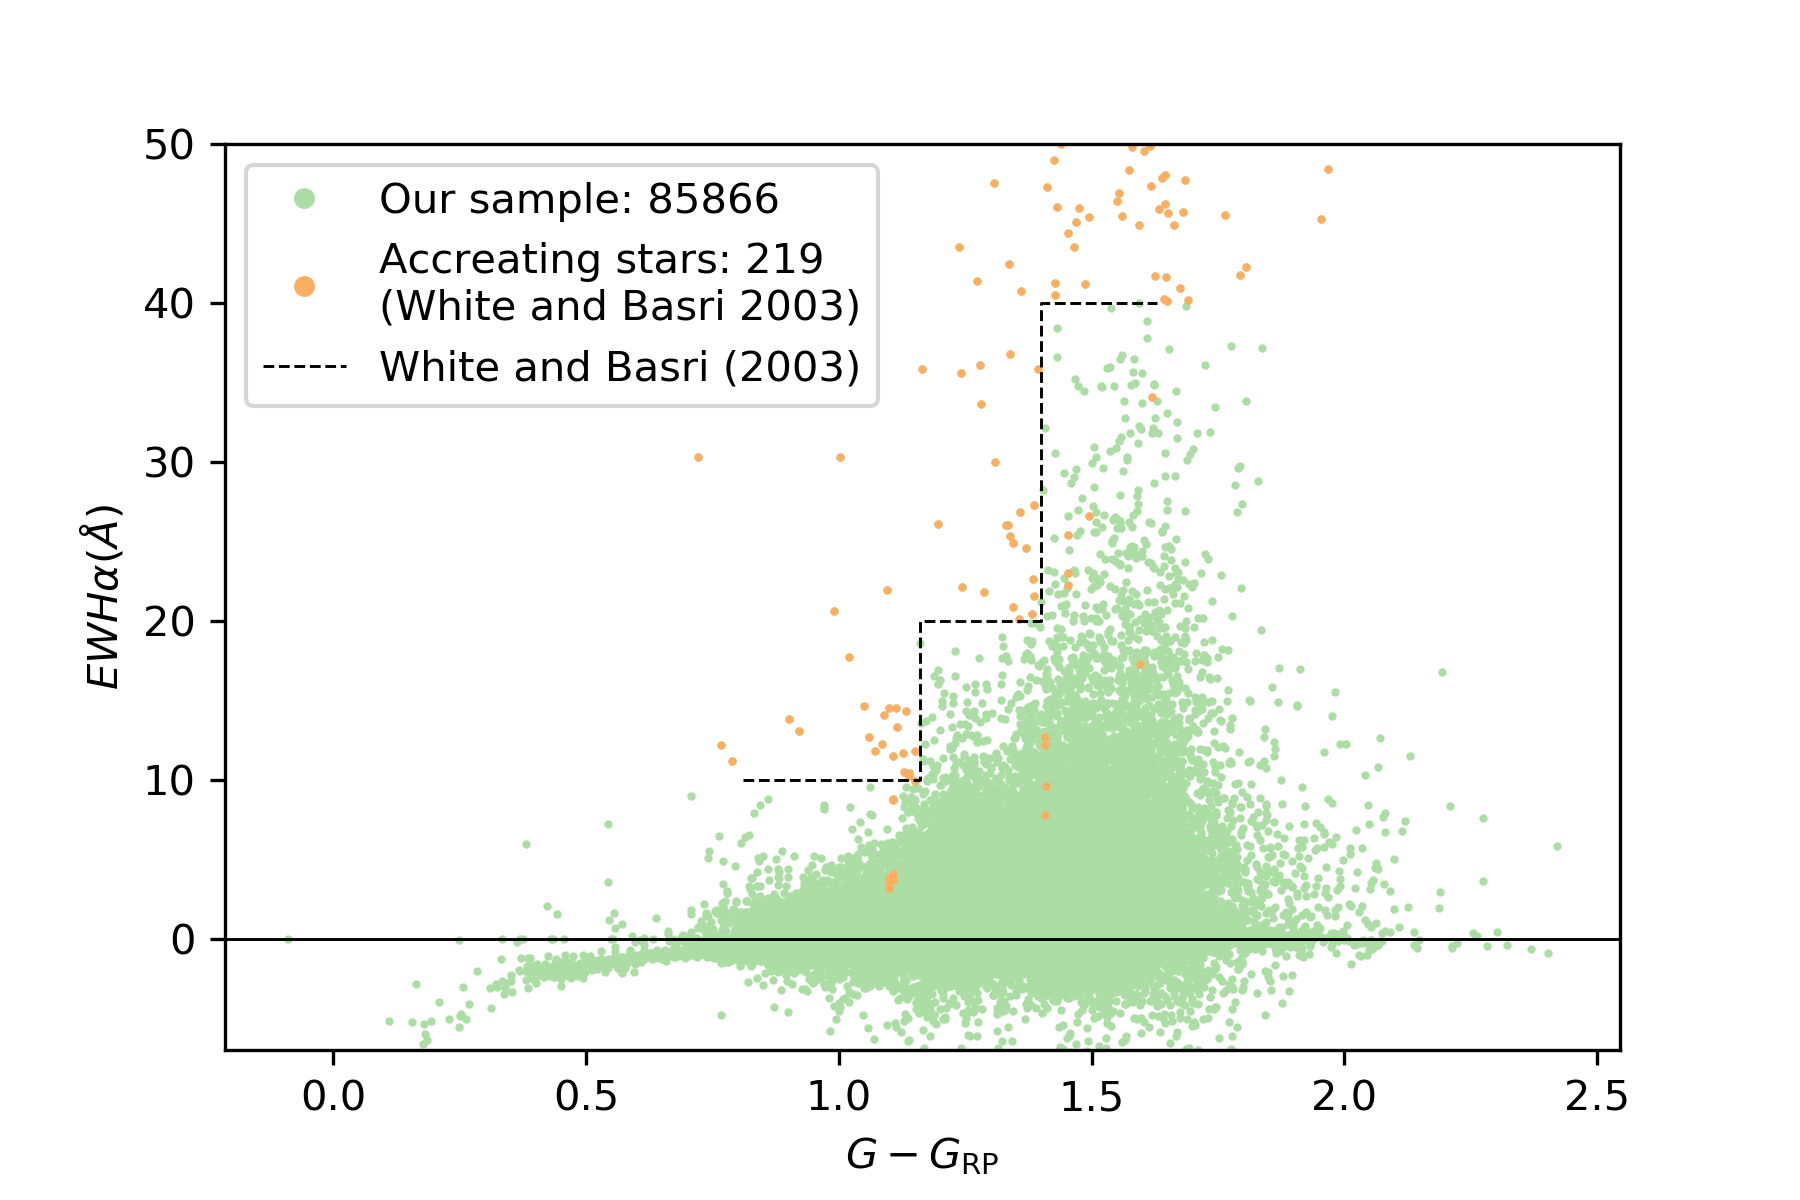 Our sample: 85866
Accreating stars: 219
(White and Basri 2003)
White and Basri (2003)
50
40
30
20
10
0
EWHα(Å)
0.0 0.5 1.0 1.5 2.0 2.5
G − G_RP